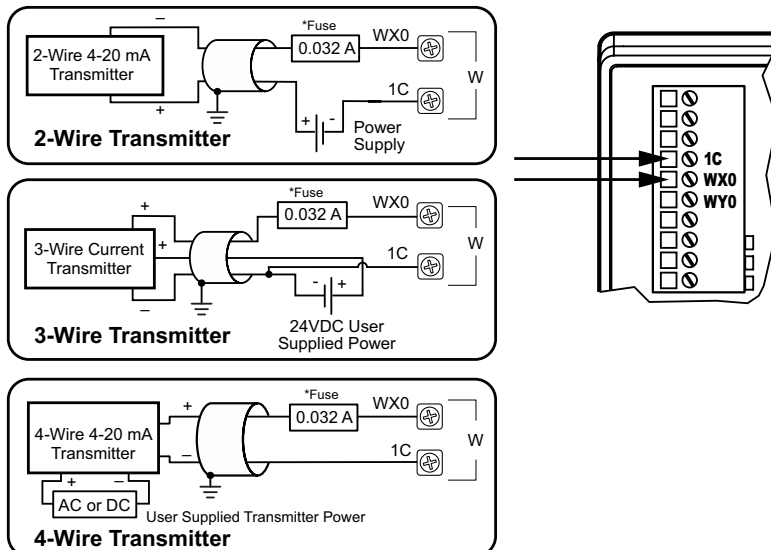 –
*Fuse
2-Wire 4-20 mA
Transmitter
0.032 A
WX0
W
1C
+
+ -
Power
Supply
2-Wire Transmitter
*Fuse
+
0.032 A
WX0
3-Wire Current
Transmitter
+
W
1C
–
- +
24VDC User
Supplied Power
3-Wire Transmitter
*Fuse
+
0.032 A
WX0
4-Wire 4-20 mA
Transmitter
W
–
1C
+ –
AC or DC
User Supplied Transmitter Power
4-Wire Transmitter
1C
WX0
WY0